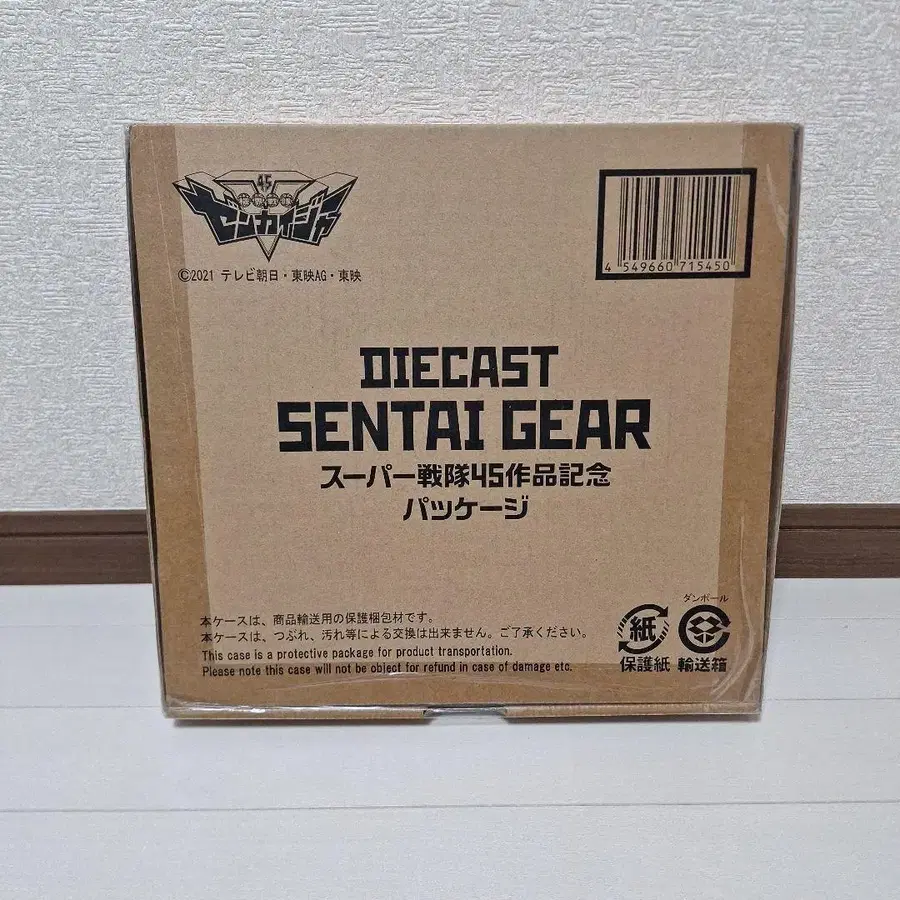 45
機界戦隊
ゼンカイジャー
©2021 テレビ朝日・東映AG・東映
4 549660 715450
DIECAST
SENTAI GEAR
スーパー戦隊45作品記念
パッケージ
本ケースは、商品輸送用の保護梱包材です。
本ケースは、つぶれ、汚れ等による交換は出来ません。ご了承ください。
This case is a protective package for product transportation.
Please note this case will not be object for refund in case of damage etc.
紙
保護紙
ダンボール
輸送箱